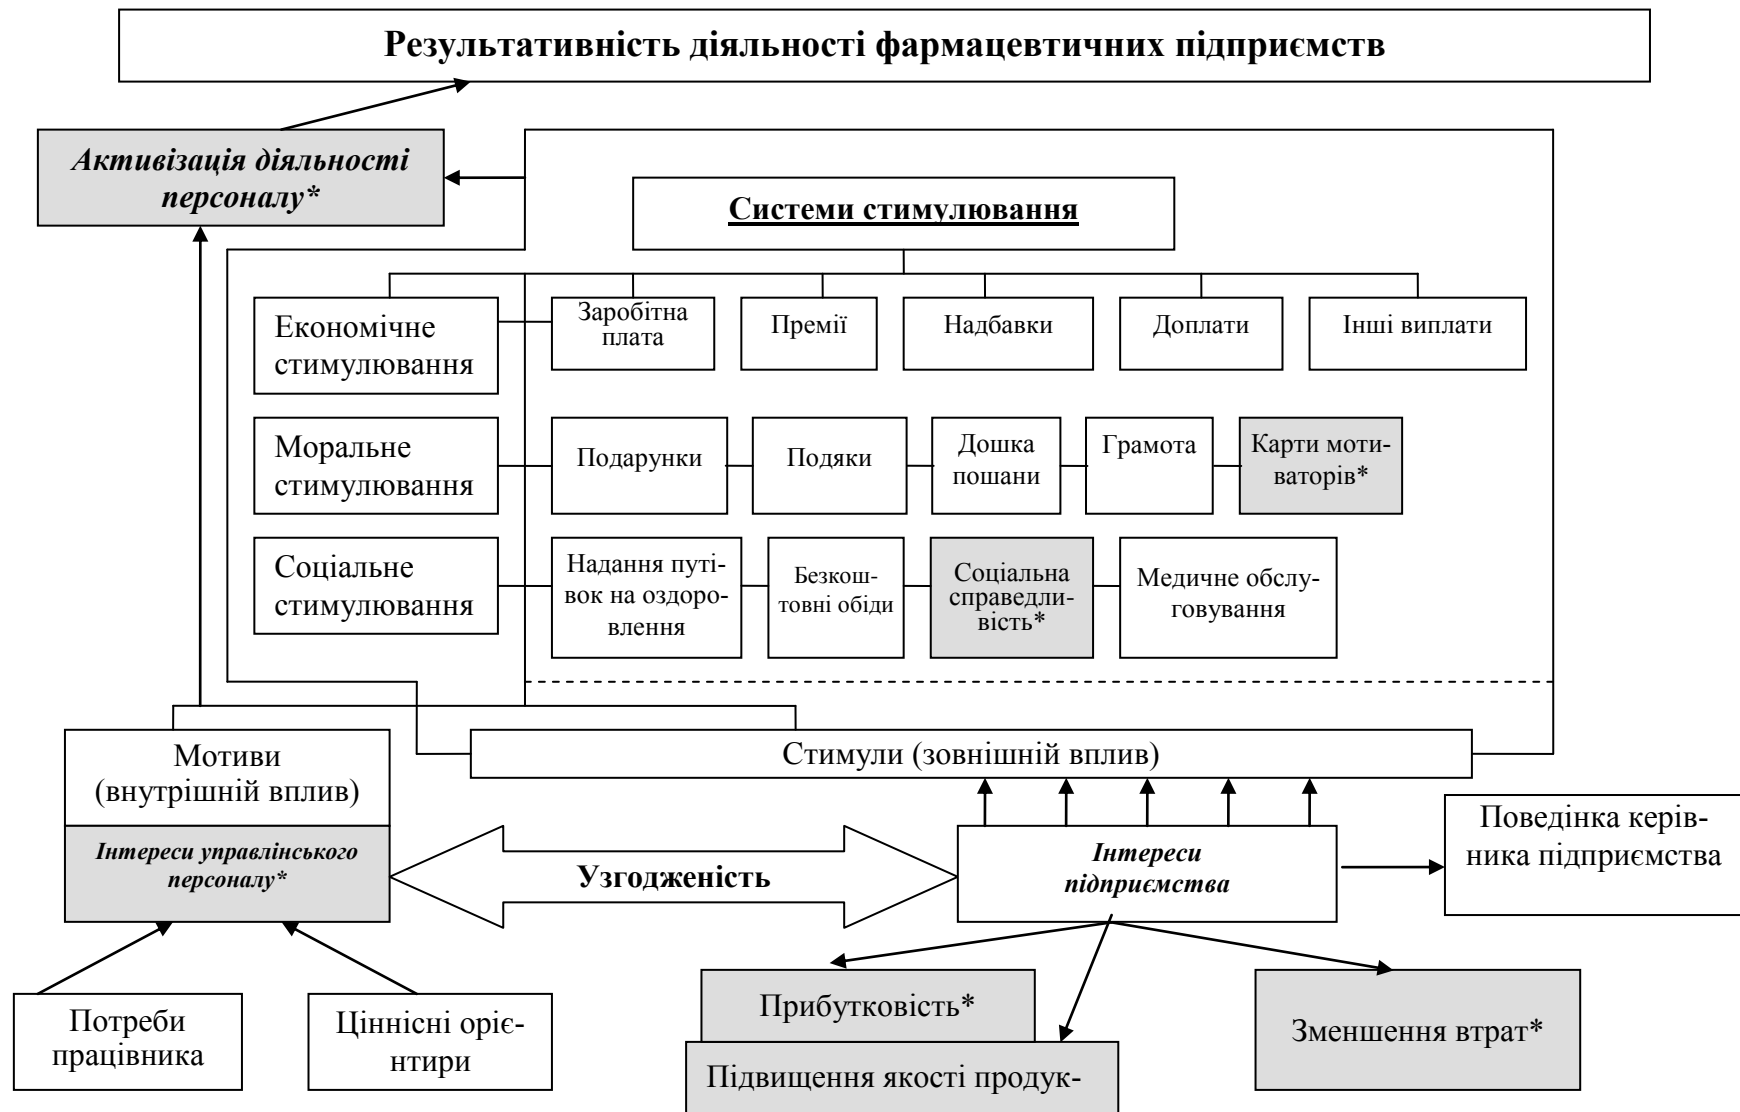 Результативність діяльності фармацевтичних підприємств
Активізація діяльності
персоналу*
Системи стимулювання
Економічне
стимулювання
Заробітна
плата
Премії
Надбавки
Доплати
Інші виплати
Моральне
стимулювання
Подарунки
Подяки
Дошка
пошани
Грамота
Карти моти-
ваторів*
Соціальне
стимулювання
Надання путі-
вок на оздоро-
влення
Безкош-
товні обіди
Соціальна
справедли-
вість*
Медичне обслу-
говування
Мотиви
(внутрішній вплив)
Стимули (зовнішній вплив)
Інтереси управлінського
персоналу*
Узгодженість
Інтереси
підприємства
Поведінка керів-
ника підприємства
Потреби
працівника
Ціннісні оріє-
нтири
Прибутковість*
Підвищення якості продук-
Зменшення втрат*